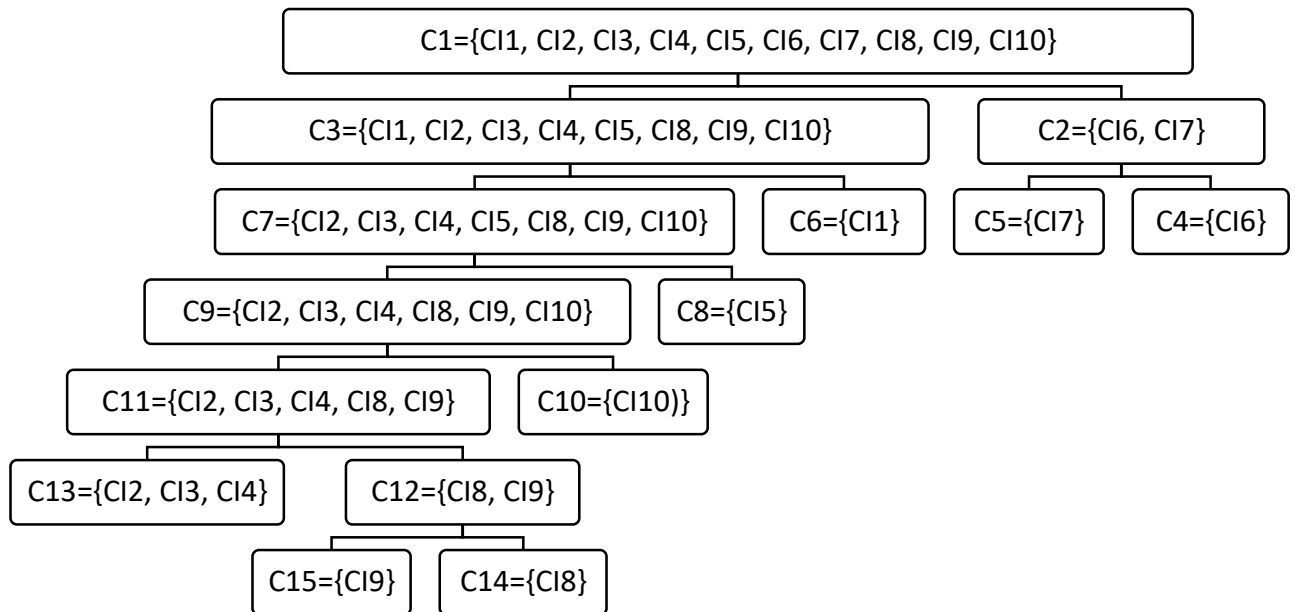 C1={CI1, CI2, CI3, CI4, CI5, CI6, CI7, CI8, CI9, CI10}
C3={CI1, CI2, CI3, CI4, CI5, CI8, CI9, CI10}
C2={CI6, CI7}
C7={CI2, CI3, CI4, CI5, CI8, CI9, CI10}
C6={CI1}
C5={CI7}
C4={CI6}
C9={CI2, CI3, CI4, CI8, CI9, CI10}
C8={CI5}
C11={CI2, CI3, CI4, CI8, CI9}
C10={CI10)}
C13={CI2, CI3, CI4}
C12={CI8, CI9}
C15={CI9}
C14={CI8}